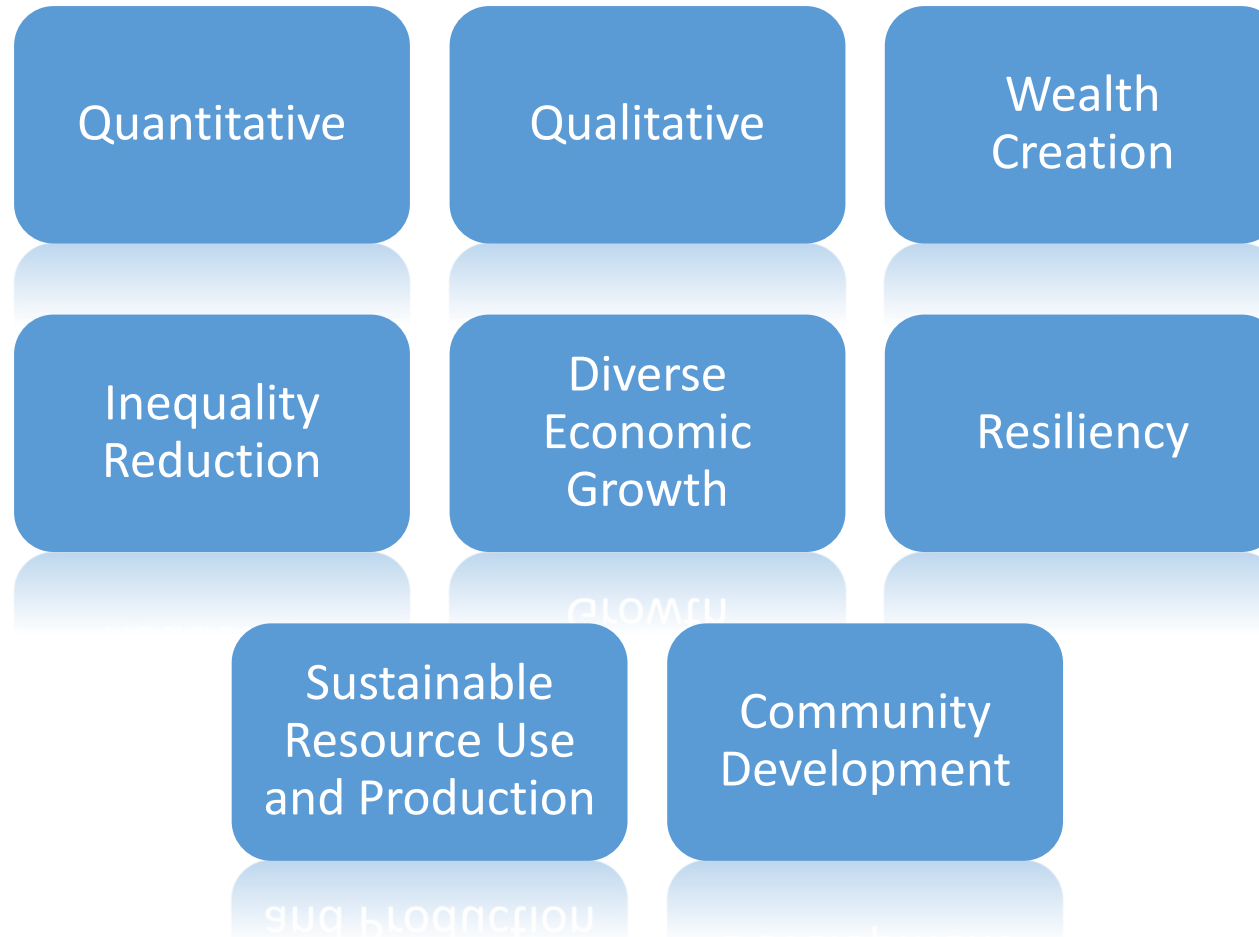 Quantitative
Qualitative
Wealth
Creation
Inequality
Reduction
Diverse
Economic
Growth
Resiliency
Sustainable
Resource Use
and Production
Community
Development